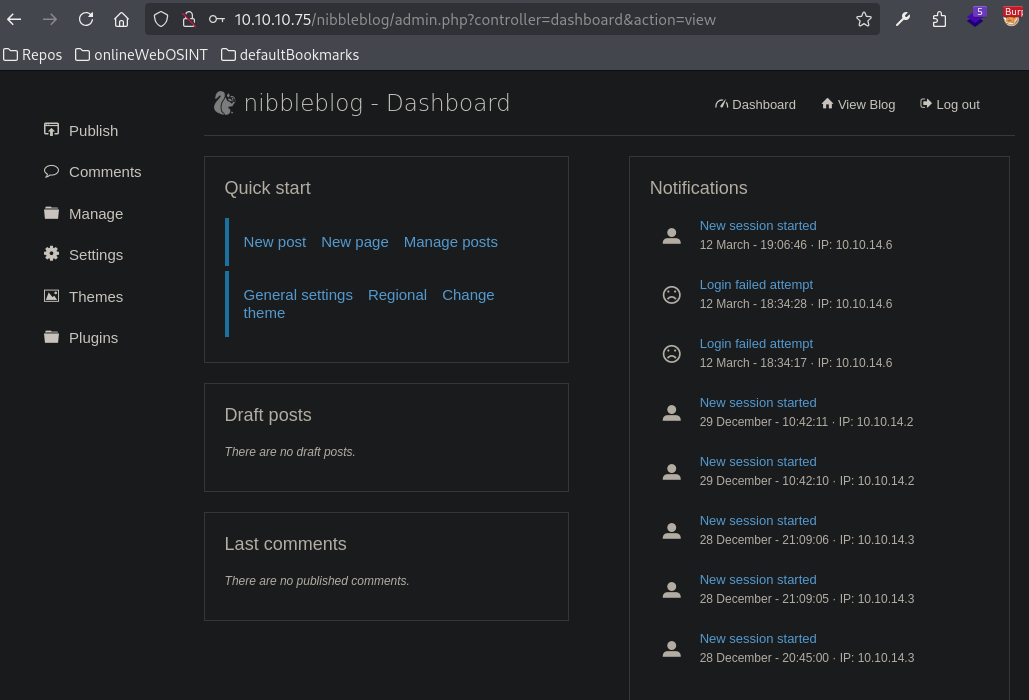 5
Burp
10.10.10.75/nibbleblog/admin.php?controller=dashboard&action=view
Repos onlineWebOSINT defaultBookmarks
nibbleblog - Dashboard
Dashboard View Blog Log out
Publish
Comments
Manage
Settings
Themes
Plugins
Quick start
New post New page Manage posts
General settings Regional Change
theme
Draft posts
There are no draft posts.
Last comments
There are no published comments.
Notifications
New session started
12 March - 19:06:46 · IP: 10.10.14.6
Login failed attempt
12 March - 18:34:28 · IP: 10.10.14.6
Login failed attempt
12 March - 18:34:17 · IP: 10.10.14.6
New session started
29 December - 10:42:11 · IP: 10.10.14.2
New session started
29 December - 10:42:10 · IP: 10.10.14.2
New session started
28 December - 21:09:06 · IP: 10.10.14.3
New session started
28 December - 21:09:05 · IP: 10.10.14.3
New session started
28 December - 20:45:00 · IP: 10.10.14.3